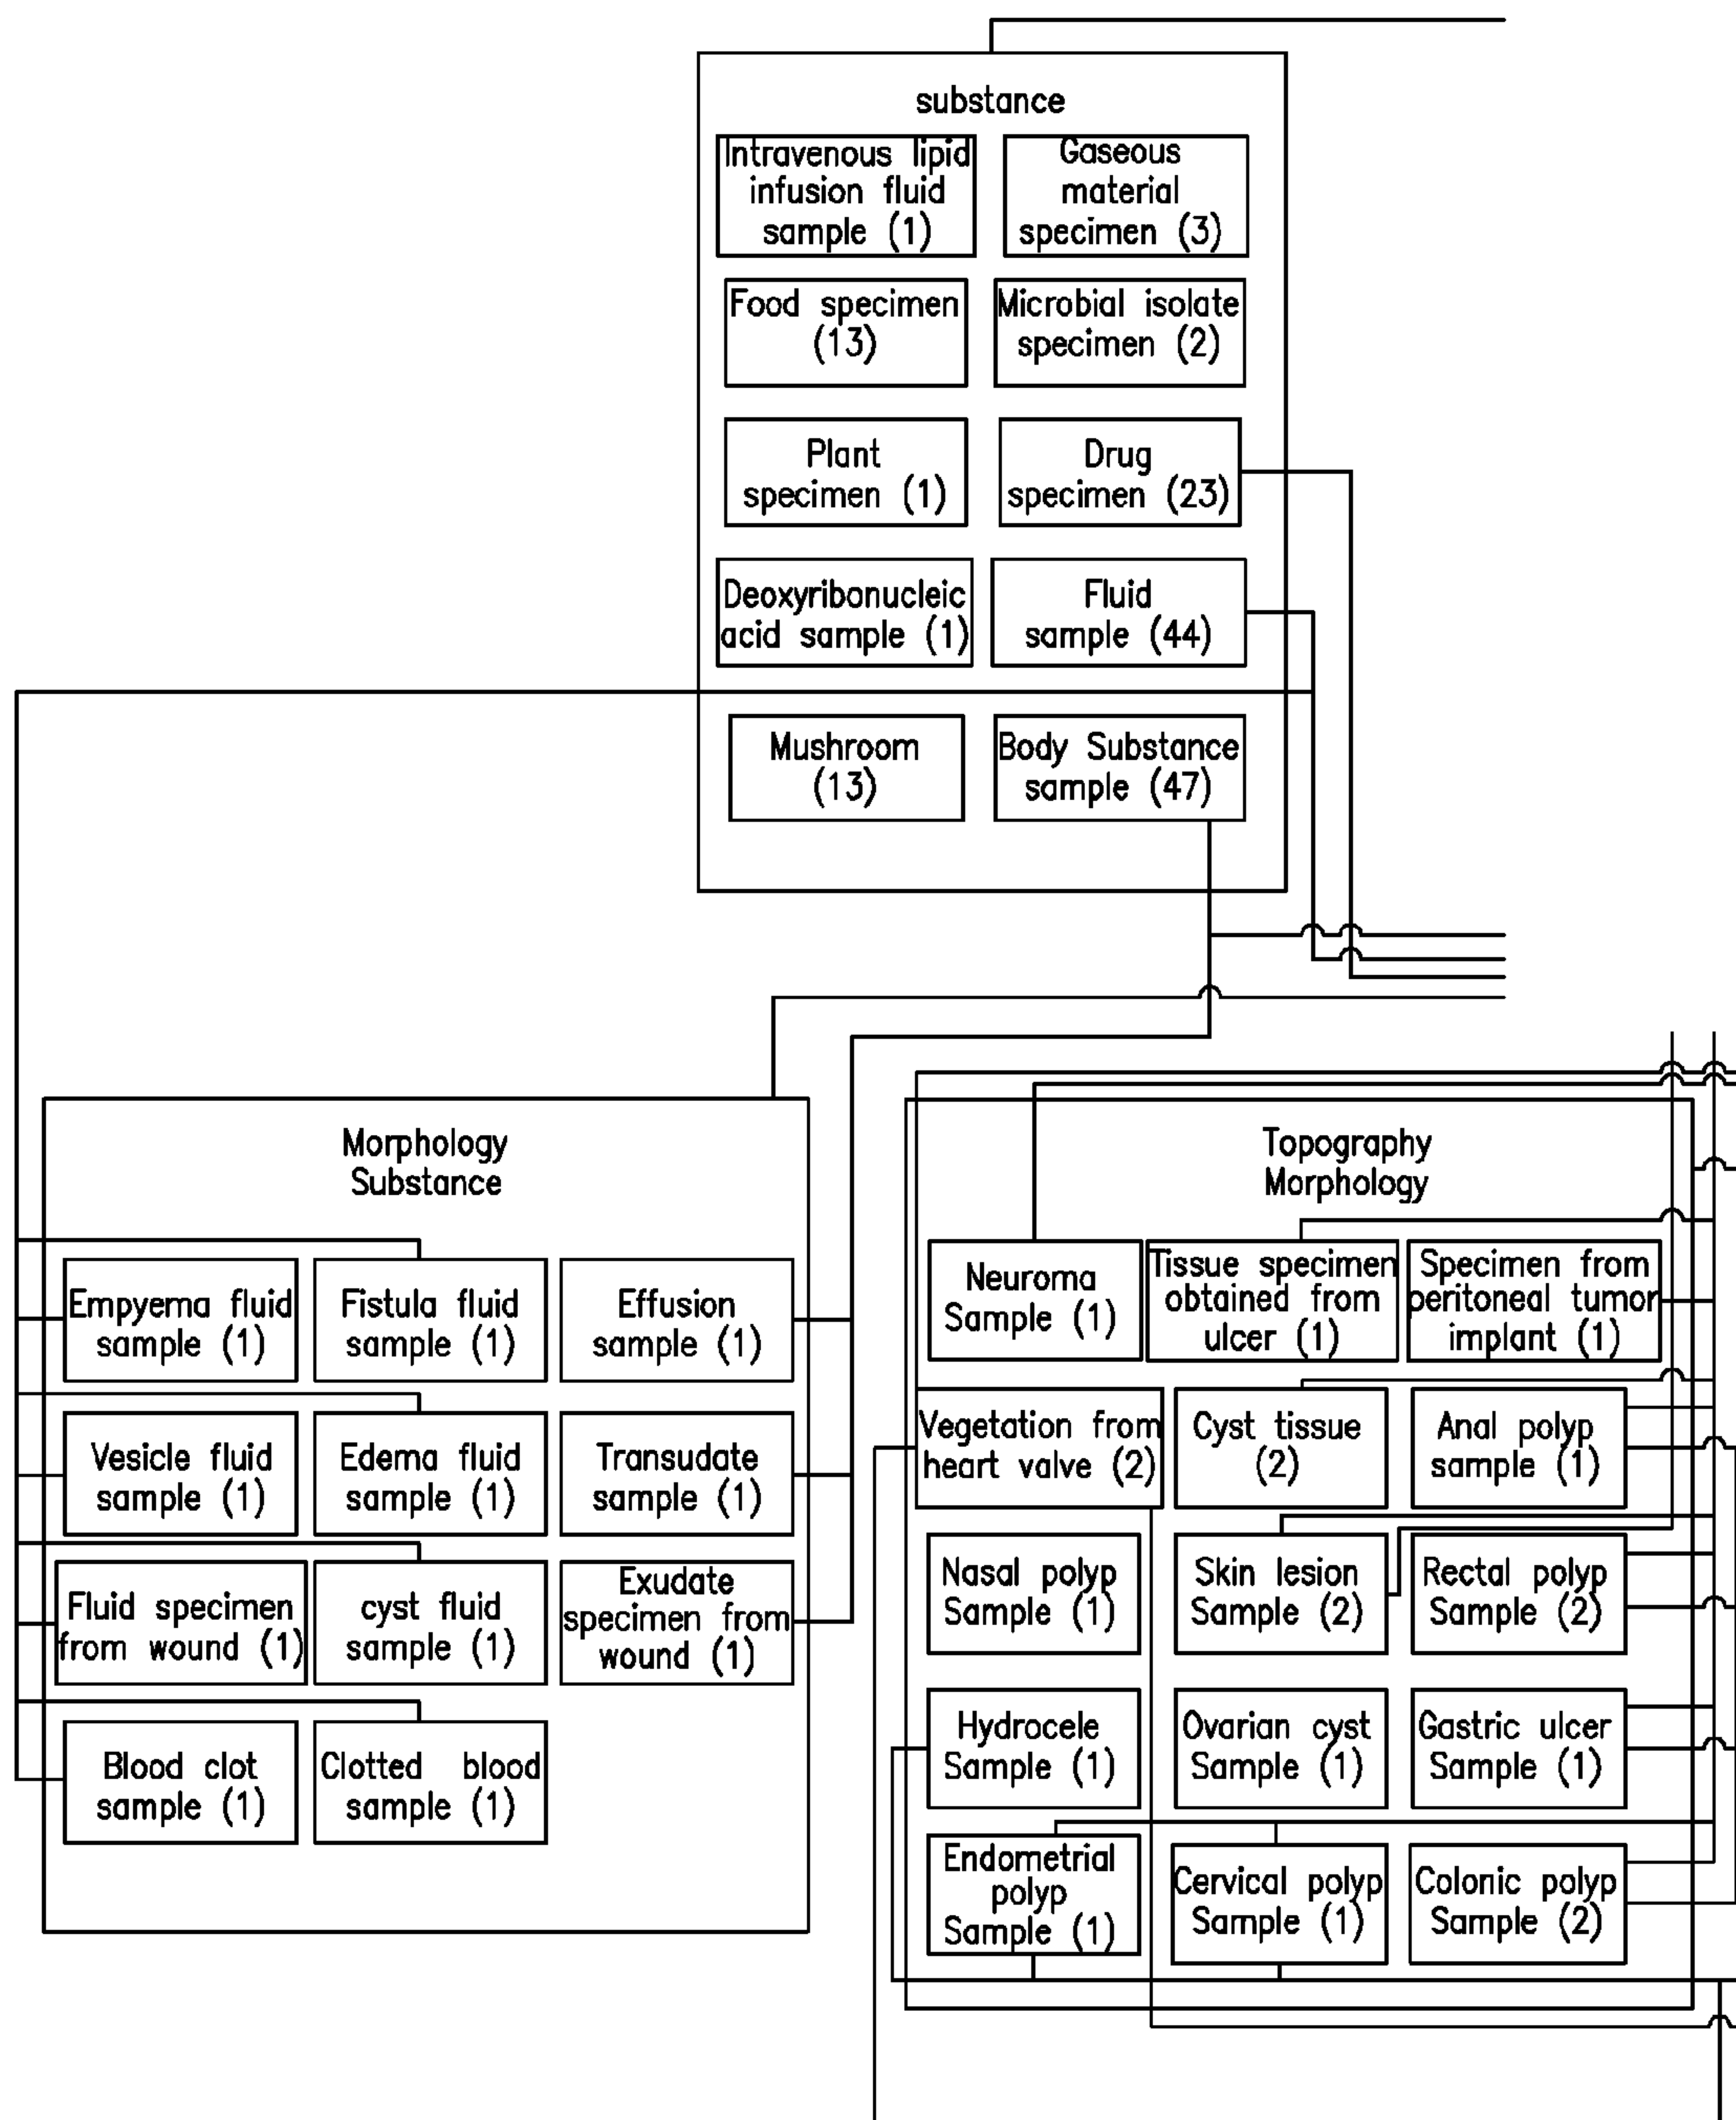 substance
Intravenous lipid
infusion fluid
sample (1)
Gaseous
material
specimen (3)
Food specimen
(13)
Microbial isolate
specimen (2)
Plant
specimen (1)
Drug
specimen (23)
Deoxyribonucleic
acid sample (1)
Fluid
sample (44)
Mushroom
(13)
Body Substance
sample (47)
Morphology
Substance
Empyema fluid
sample (1)
Fistula fluid
sample (1)
Effusion
sample (1)
Vesicle fluid
sample (1)
Edema fluid
sample (1)
Transudate
sample (1)
Fluid specimen
from wound (1)
cyst fluid
sample (1)
Exudate
specimen from
wound (1)
Blood clot
sample (1)
Clotted blood
sample (1)
Topography
Morphology
Neuroma
Sample (1)
Tissue specimen
obtained from
ulcer (1)
Specimen from
peritoneal tumor
implant (1)
Vegetation from
heart valve (2)
Cyst tissue
(2)
Anal polyp
sample (1)
Nasal polyp
Sample (1)
Skin lesion
Sample (2)
Rectal polyp
Sample (2)
Hydrocele
Sample (1)
Ovarian cyst
Sample (1)
Gastric ulcer
Sample (1)
Endometrial
polyp
Sample (1)
Cervical polyp
Sample (1)
Colonic polyp
Sample (2)